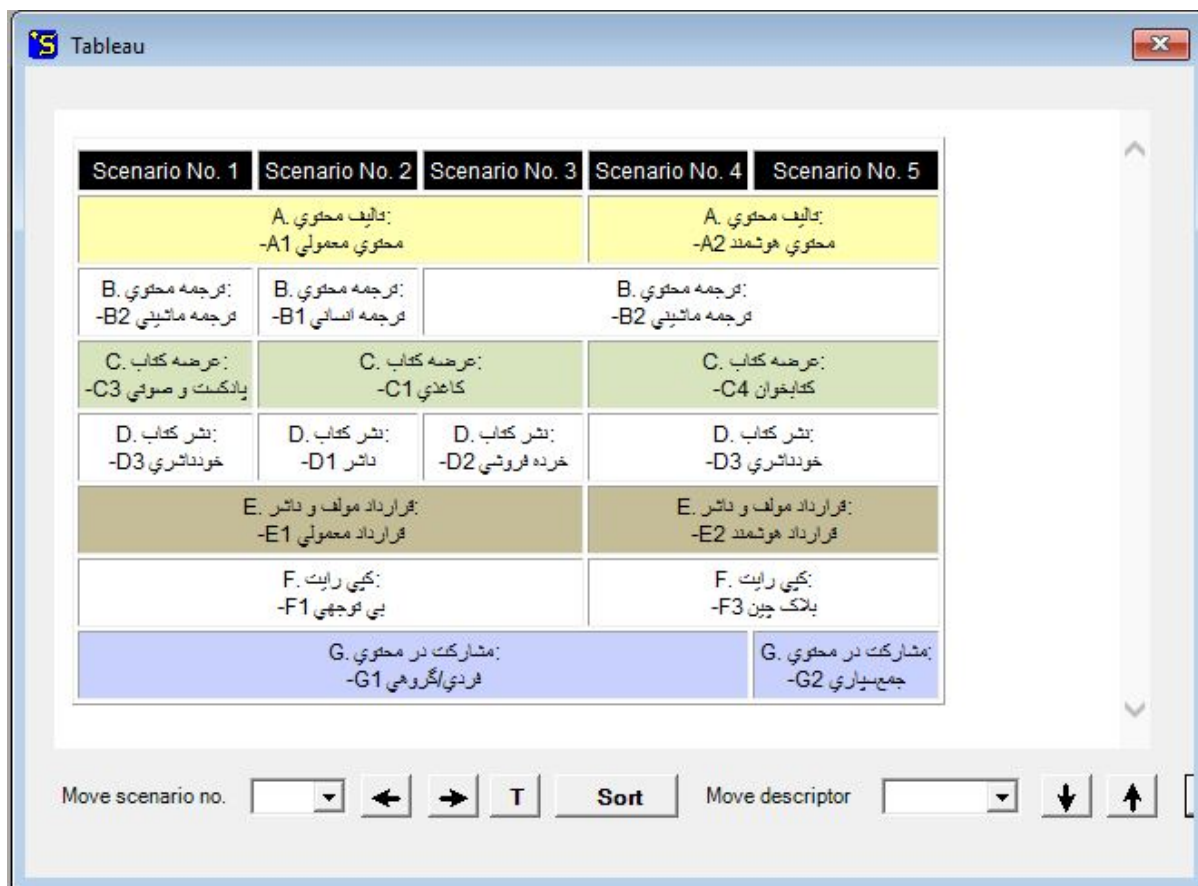 Tableau
Scenario No. 1 Scenario No. 2 Scenario No. 3 Scenario No. 4 Scenario No. 5
A. تاليف محتوي: A. تاليف محتوي:
-A1 محتوي معمولي -A2 محتوي هوشمند
B. ترجمه محتوي: B. ترجمه محتوي: B. ترجمه محتوي:
-B2 ترجمه ماشيني -B1 ترجمه انساني -B2 ترجمه ماشيني
C. عرضه كتاب: C. عرضه كتاب: C. عرضه كتاب:
-C3 پادكست و صوتي -C1 كاغذي -C4 كتابخوان
D. نشر كتاب: D. نشر كتاب: D. نشر كتاب: D. نشر كتاب:
-D3 خودناشري -D1 ناشر -D2 خرده فروشي -D3 خودناشري
E. قرارداد مولف و ناشر: E. قرارداد مولف و ناشر:
-E1 قرارداد معمولي -E2 قرارداد هوشمند
F. كپي رايت: F. كپي رايت:
-F1 بي توجهي -F3 بلاک چين
G. مشاركت در محتوي: G. مشاركت در محتوي:
-G1 فردي/گروهي -G2 جمع‌سپاري
Move scenario no. T Sort Move descriptor